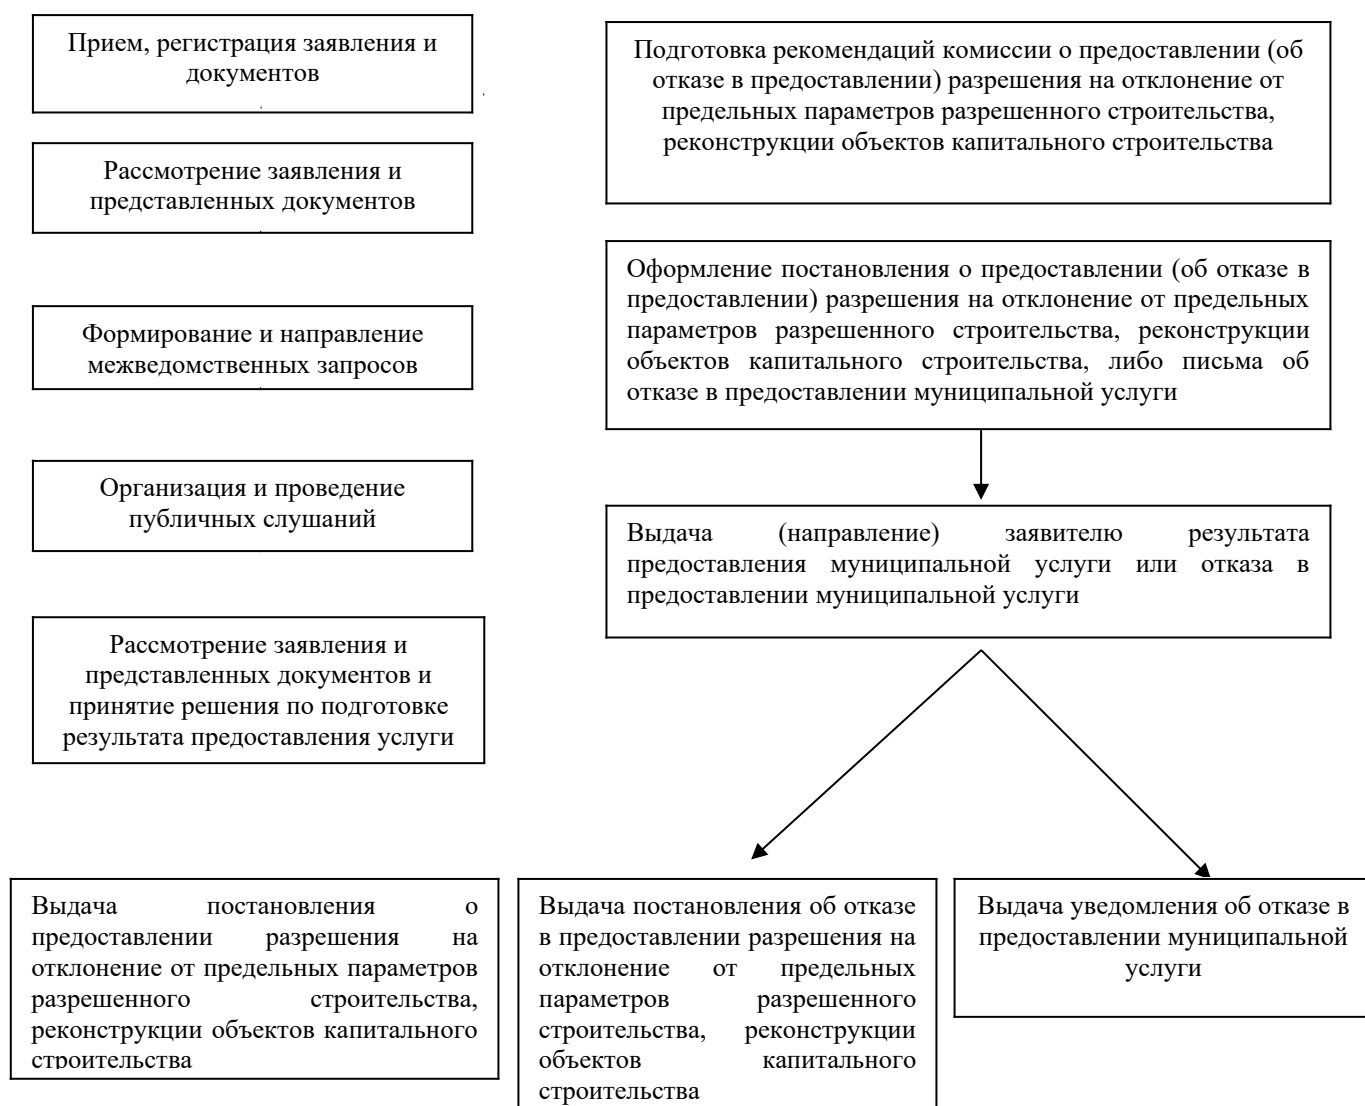 Прием, регистрация заявления и
документов
Рассмотрение заявления и
представленных документов
Формирование и направление
межведомственных запросов
Организация и проведение
публичных слушаний
Рассмотрение заявления и
представленных документов и
принятие решения по подготовке
результата предоставления услуги
Подготовка рекомендаций комиссии о предоставлении (об
отказе в предоставлении) разрешения на отклонение от
предельных параметров разрешенного строительства,
реконструкции объектов капитального строительства
Оформление постановления о предоставлении (об отказе в
предоставлении) разрешения на отклонение от предельных
параметров разрешенного строительства, реконструкции
объектов капитального строительства, либо письма об
отказе в предоставлении муниципальной услуги
Выдача (направление) заявителю результата
предоставления муниципальной услуги или отказа в
предоставлении муниципальной услуги
Выдача постановления о
предоставлении разрешения на
отклонение от предельных параметров
разрешенного строительства,
реконструкции объектов капитального
строительства
Выдача постановления об отказе
в предоставлении разрешения на
отклонение от предельных
параметров разрешенного
строительства, реконструкции
объектов капитального
строительства
Выдача уведомления об отказе в
предоставлении муниципальной
услуги